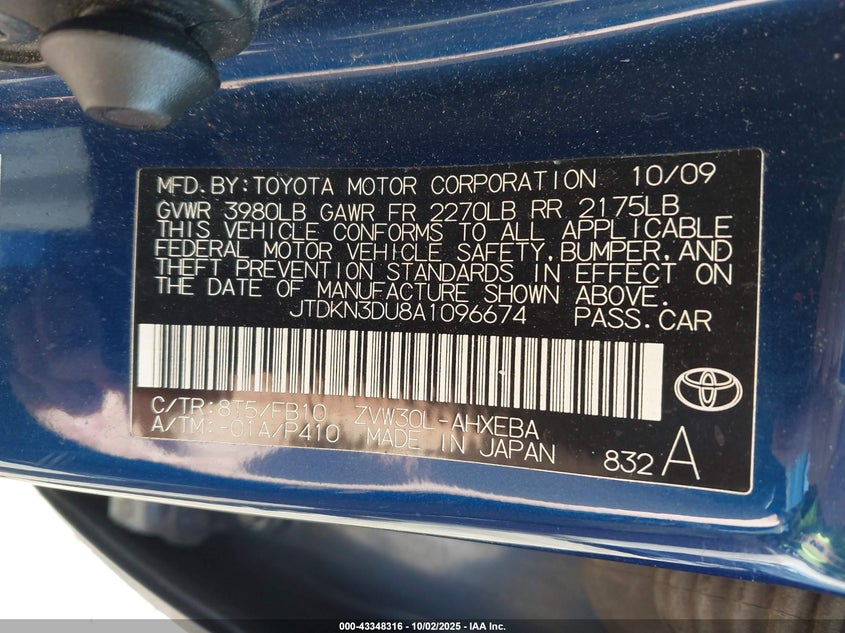 MFD.BY:TOYOTA MOTOR CORPORATION 10/09
GVWR 3980LB GAWR FR 2270LB RR 2175LB
THIS VEHICLE CONFORMS TO ALL APPLICABLE
FEDERAL MOTOR VEHICLE SAFETY,BUMPER,AND
THEFT PREVENTION STANDARDS IN EFFECT ON
THE DATE OF MANUFACTURE SHOWN ABOVE.
JTDKN3DU8A1096674 PASS.CAR
C/TR:8T5/FB10 ZVW30L-AHXEBA
A/TM:-01A/P410 MADE IN JAPAN
832 A
000-43348316 - 10/02/2025 - IAA Inc.